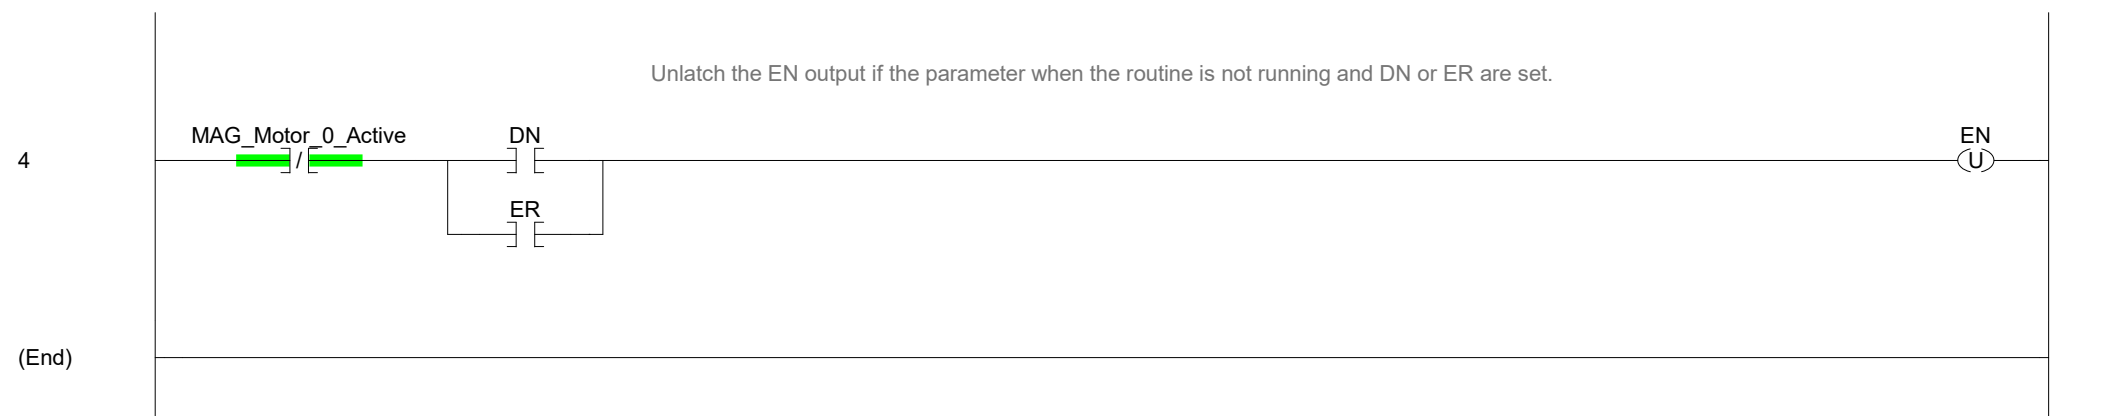 Unlatch the EN output if the parameter when the routine is not running and DN or ER are set.
MAG_Motor_0_Active
DN
EN
4
/
U
ER
(End)